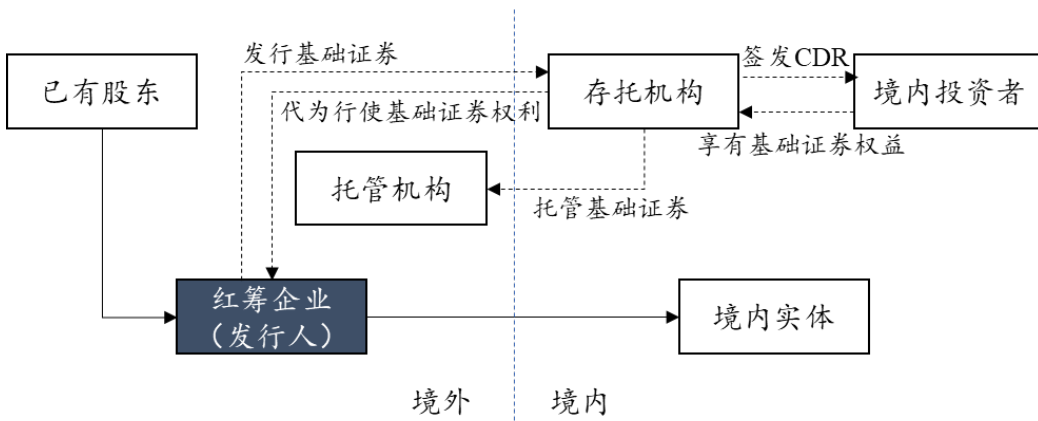 发行基础证券
签发CDR
已有股东
存托机构
境内投资者
代为行使基础证券权利
享有基础证券权益
托管机构
托管基础证券
红筹企业
（发行人）
境内实体
境外
境内